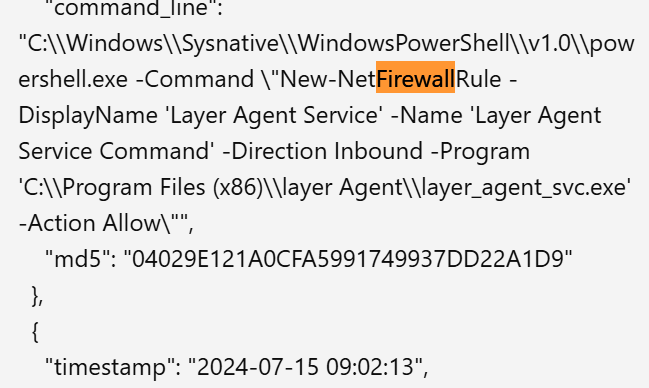 "command_line":
"C:\\Windows\\Sysnative\\WindowsPowerShell\\v1.0\\pow
ershell.exe -Command \"New-NetFirewallRule -
DisplayName 'Layer Agent Service' -Name 'Layer Agent
Service Command' -Direction Inbound -Program
'C:\\Program Files (x86)\\layer Agent\\layer_agent_svc.exe'
-Action Allow\"",
"md5": "04029E121A0CFA5991749937DD22A1D9"
},
{
"timestamp": "2024-07-15 09:02:13",